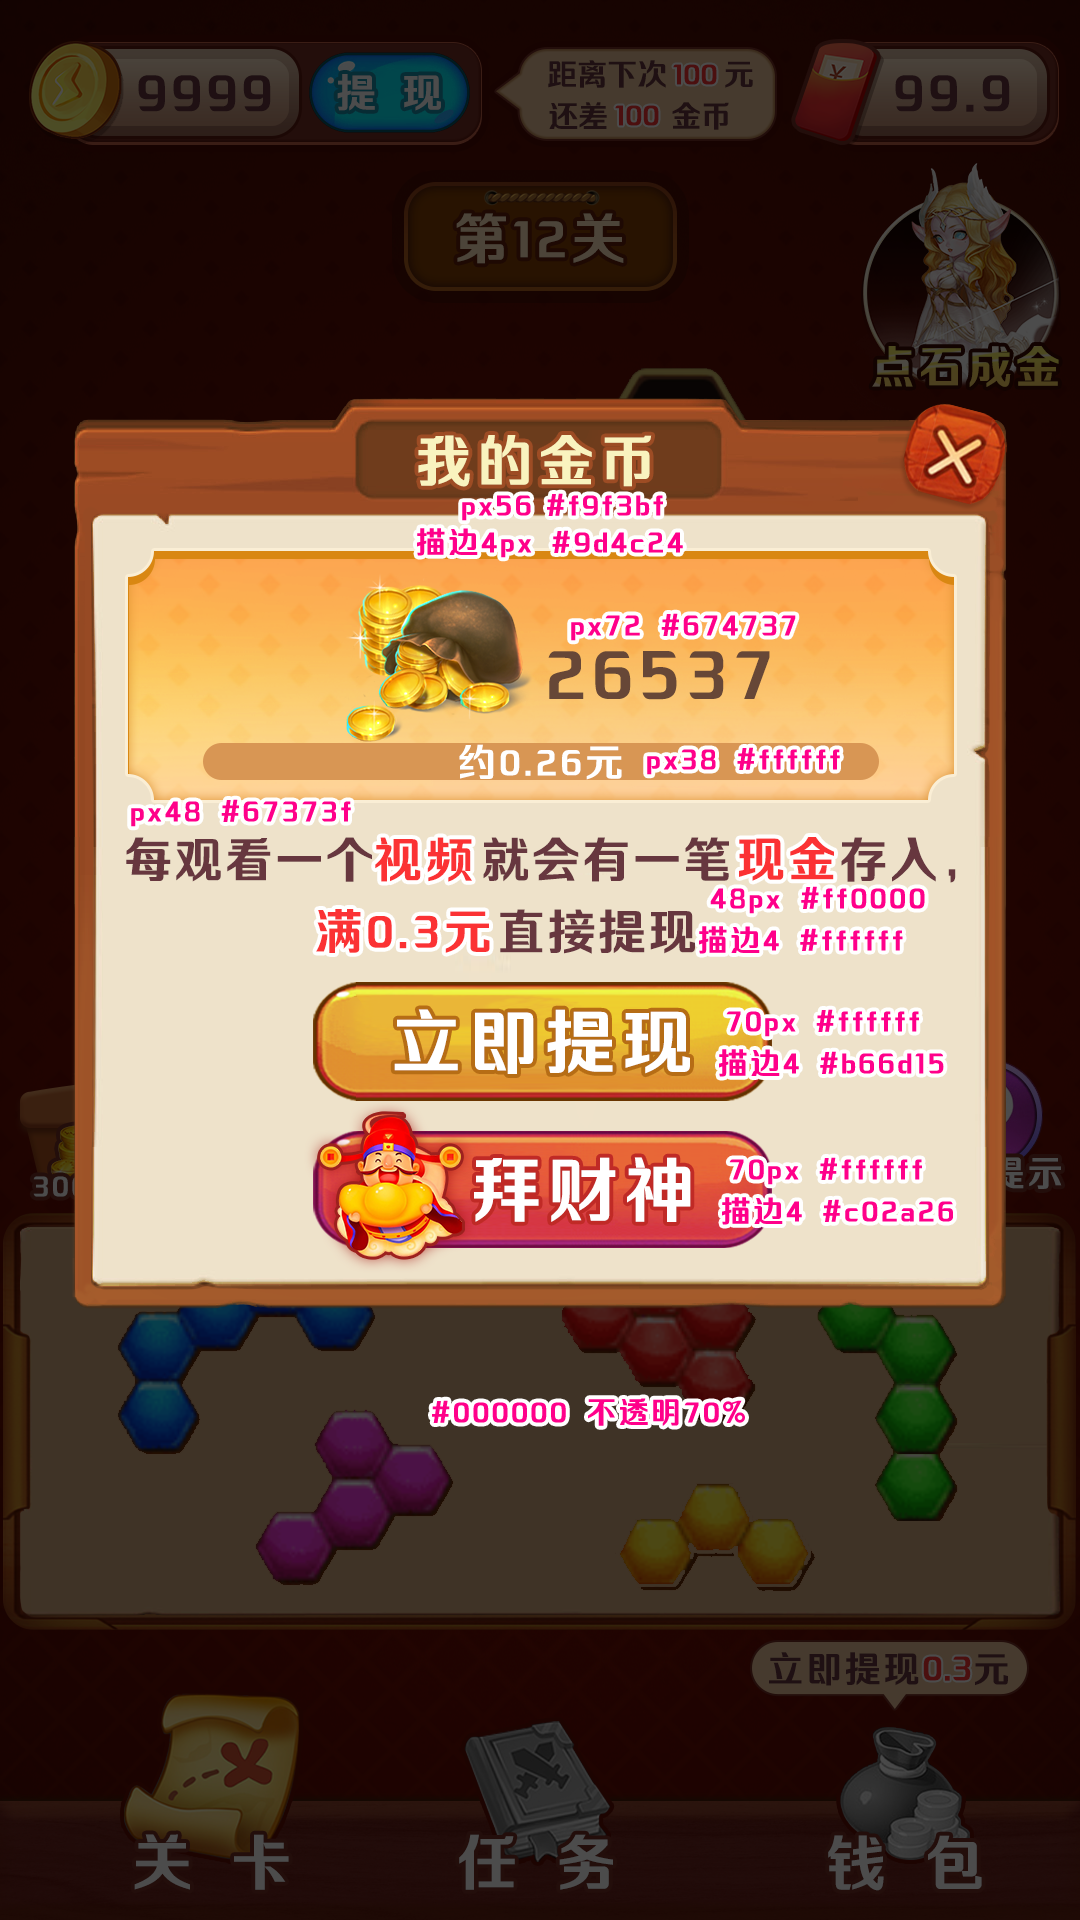 9999
提 现
距离下次100元
还差100 金币
99.9
第12关
点石成金
我的金币
px56 #f9f3bf
描边4px #9d4c24
px72 #674737
26537
约0.26元 px38 #ffffff
px48 #67373f
每观看一个视频就会有一笔现金存入，
48px #ff0000
满0.3元直接提现
描边4 #ffffff
立即提现
70px #ffffff
描边4 #b66d15
300
提示
拜财神
70px #ffffff
描边4 #c02a26
#000000 不透明70%
立即提现0.3元
关 卡
任 务
钱 包